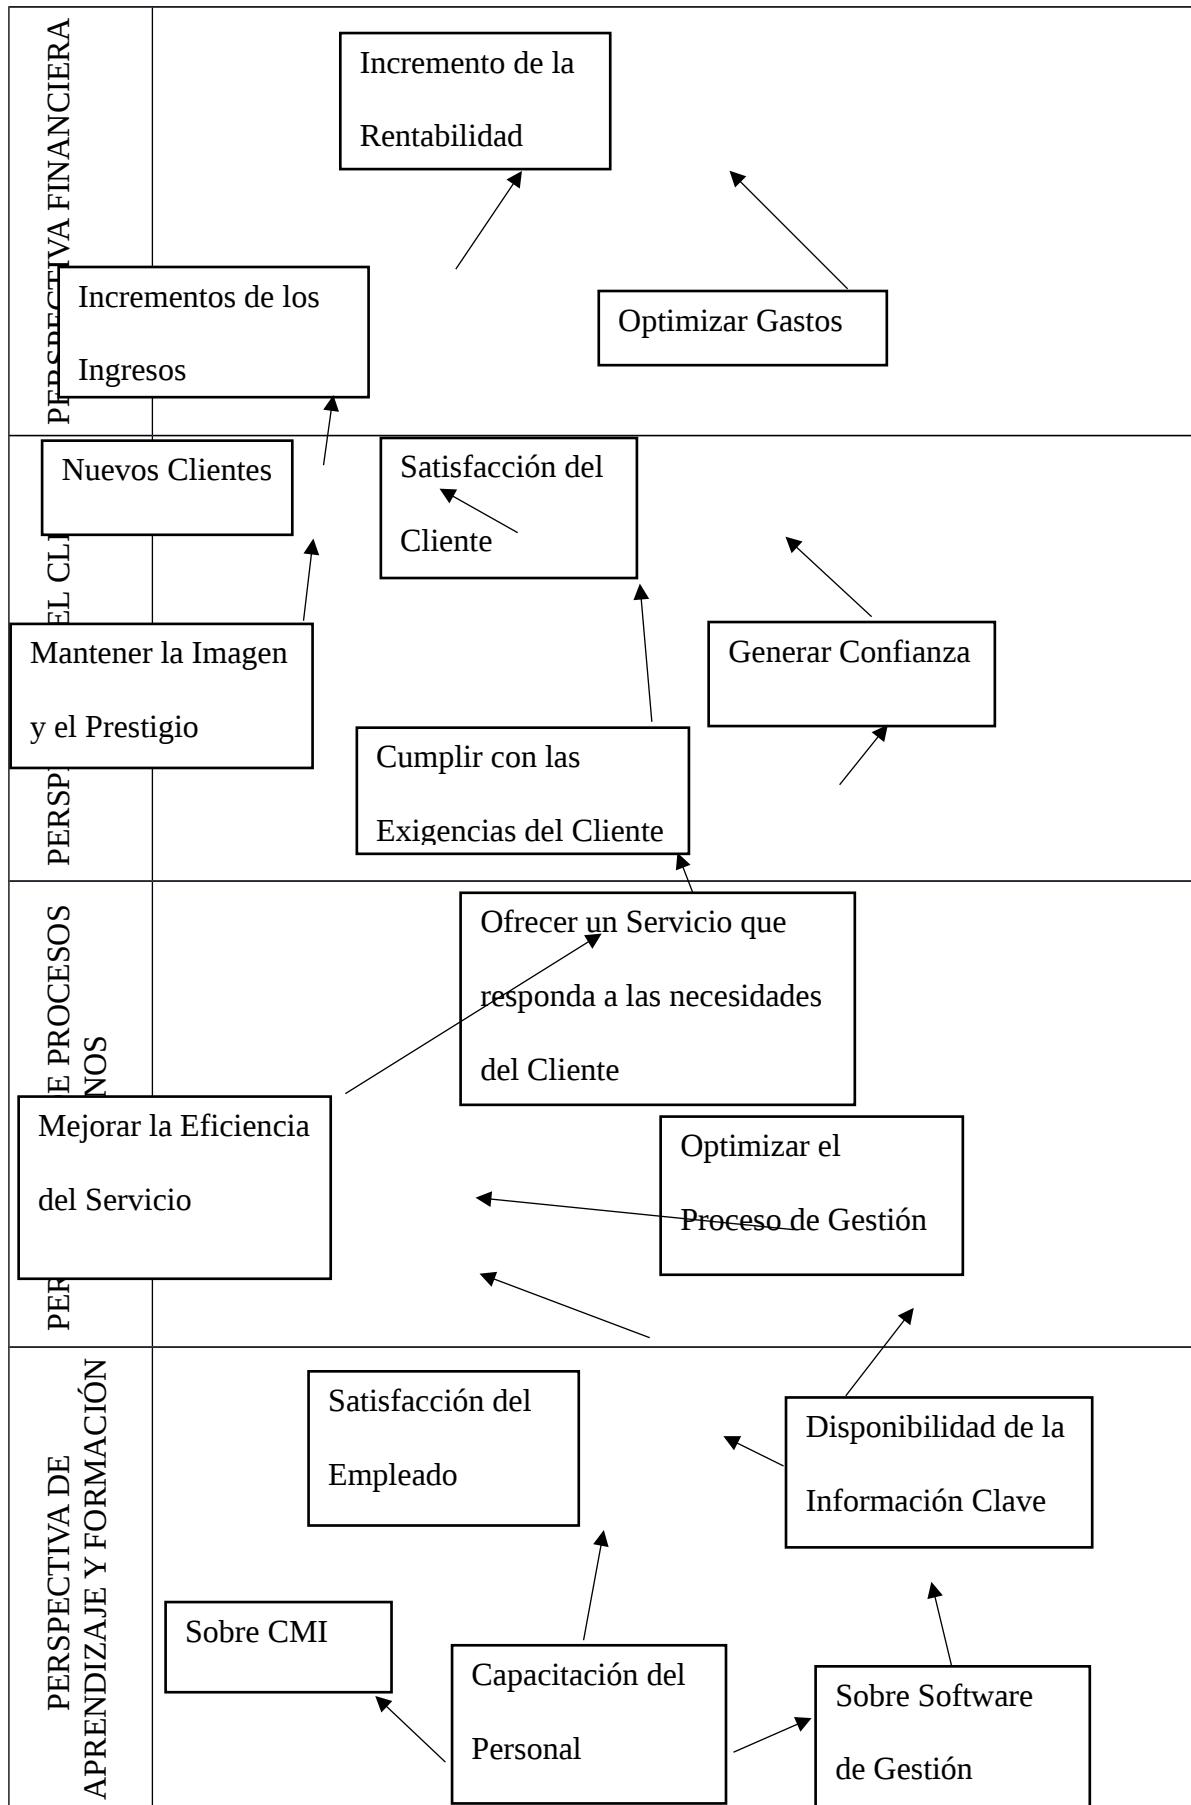 PERSPECTIVA FINANCIERA
Incremento de la
Rentabilidad
Incrementos de los
Ingresos
Optimizar Gastos
Nuevos Clientes
Satisfacción del
Cliente
Mantener la Imagen
y el Prestigio
Generar Confianza
Cumplir con las
Exigencias del Cliente
PROCESOS
Ofrecer un Servicio que
responda a las necesidades
del Cliente
Mejorar la Eficiencia
del Servicio
Optimizar el
Proceso de Gestión
PERSPECTIVA DE
APRENDIZAJE Y FORMACIÓN
Satisfacción del
Empleado
Disponibilidad de la
Información Clave
Sobre CMI
Capacitación del
Personal
Sobre Software
de Gestión